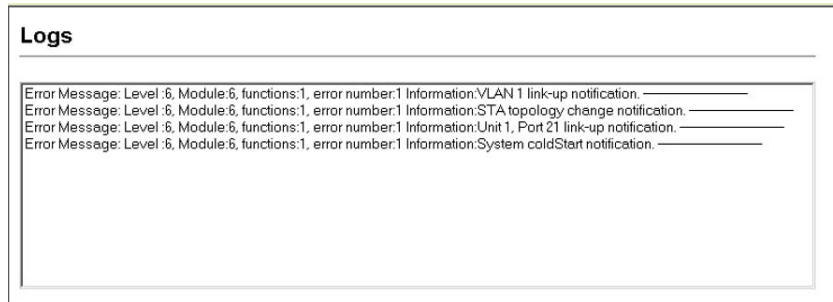 Logs
Error Message: Level :6, Module:6, functions:1, error number:1 Information:VLAN 1 link-up notification.
Error Message: Level :6, Module:6, functions:1, error number:1 Information:STA topology change notification.
Error Message: Level :6, Module:6, functions:1, error number:1 Information:Unit 1, Port 21 link-up notification.
Error Message: Level :6, Module:6, functions:1, error number:1 Information:System coldStart notification.